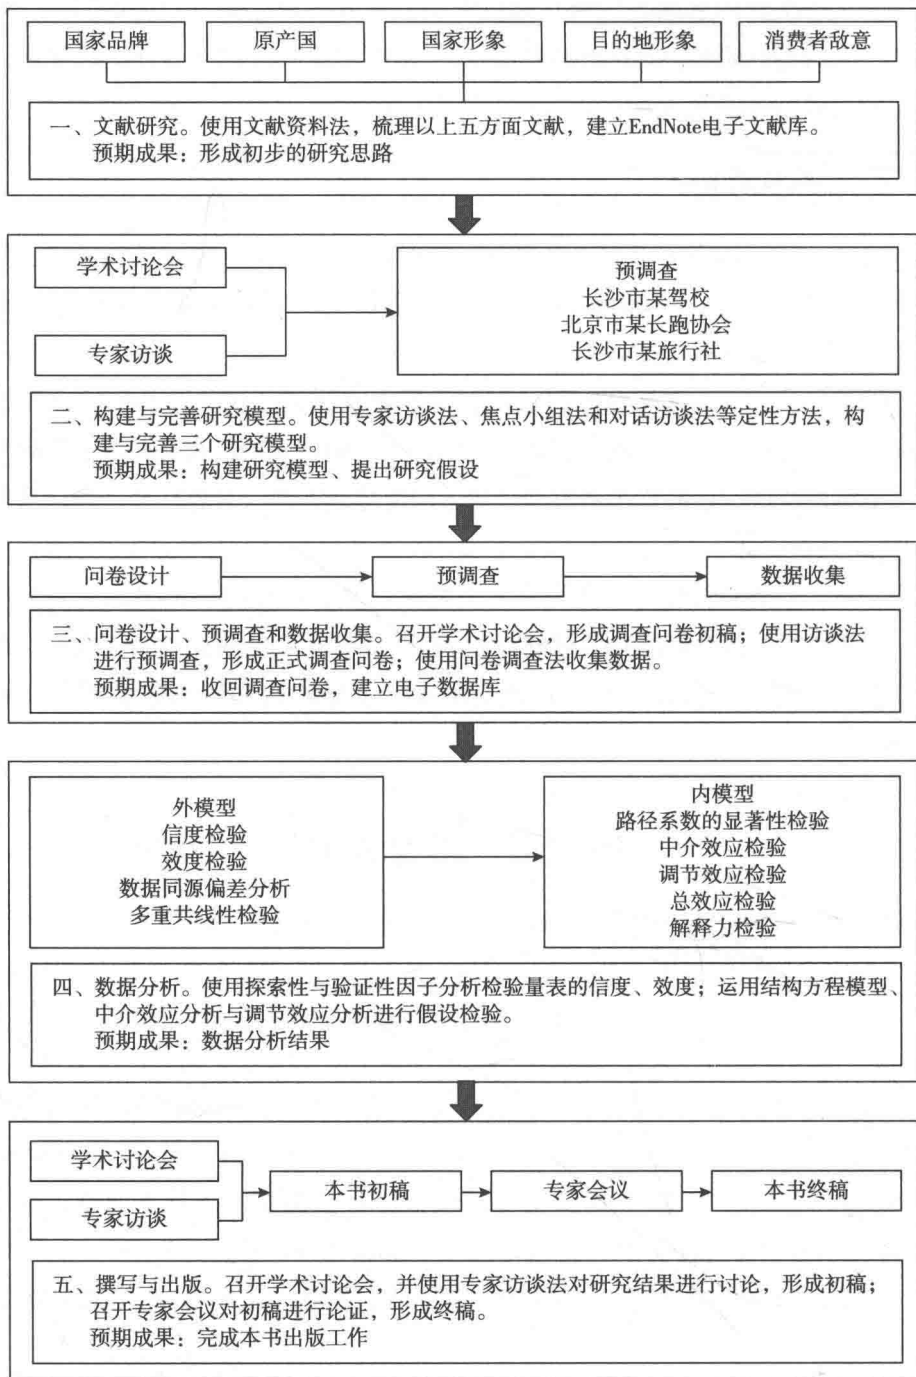 国家品牌
原产国
国家形象
目的地形象
消费者敌意
一、文献研究。使用文献资料法，梳理以上五方面文献，建立EndNote电子文献库。
预期成果：形成初步的研究思路
学术讨论会
专家访谈
预调查
长沙市某驾校
北京市某长跑协会
长沙市某旅行社
二、构建与完善研究模型。使用专家访谈法、焦点小组法和对话访谈法等定性方法，构
建与完善三个研究模型。
预期成果：构建研究模型、提出研究假设
问卷设计
预调查
数据收集
三、问卷设计、预调查和数据收集。召开学术讨论会，形成调查问卷初稿；使用访谈法
进行预调查，形成正式调查问卷；使用问卷调查法收集数据。
预期成果：收回调查问卷，建立电子数据库
外模型
信度检验
效度检验
数据同源偏差分析
多重共线性检验
内模型
路径系数的显著性检验
中介效应检验
调节效应检验
总效应检验
解释力检验
四、数据分析。使用探索性与验证性因子分析检验量表的信度、效度；运用结构方程模型、
中介效应分析与调节效应分析进行假设检验。
预期成果：数据分析结果
学术讨论会
专家访谈
本书初稿
专家会议
本书终稿
五、撰写与出版。召开学术讨论会，并使用专家访谈法对研究结果进行讨论，形成初稿；
召开专家会议对初稿进行论证，形成终稿。
预期成果：完成本书出版工作